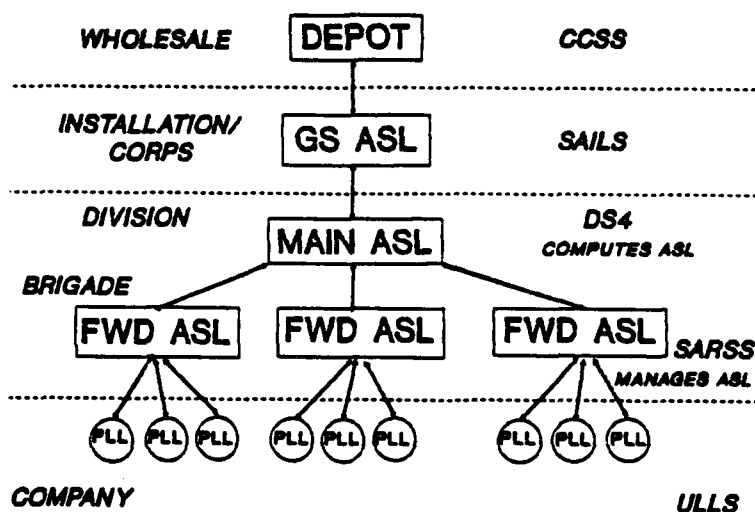 WHOLESALE DEPOT CCSS
INSTALLATION/
CORPS GS ASL SAILS
DIVISION DS4
MAIN ASL COMPUTES ASL
BRIGADE
FWD ASL FWD ASL FWD ASL SARSS
MANAGES ASL
PLL PLL PLL PLL PLL PLL PLL PLL PLL
COMPANY ULLS